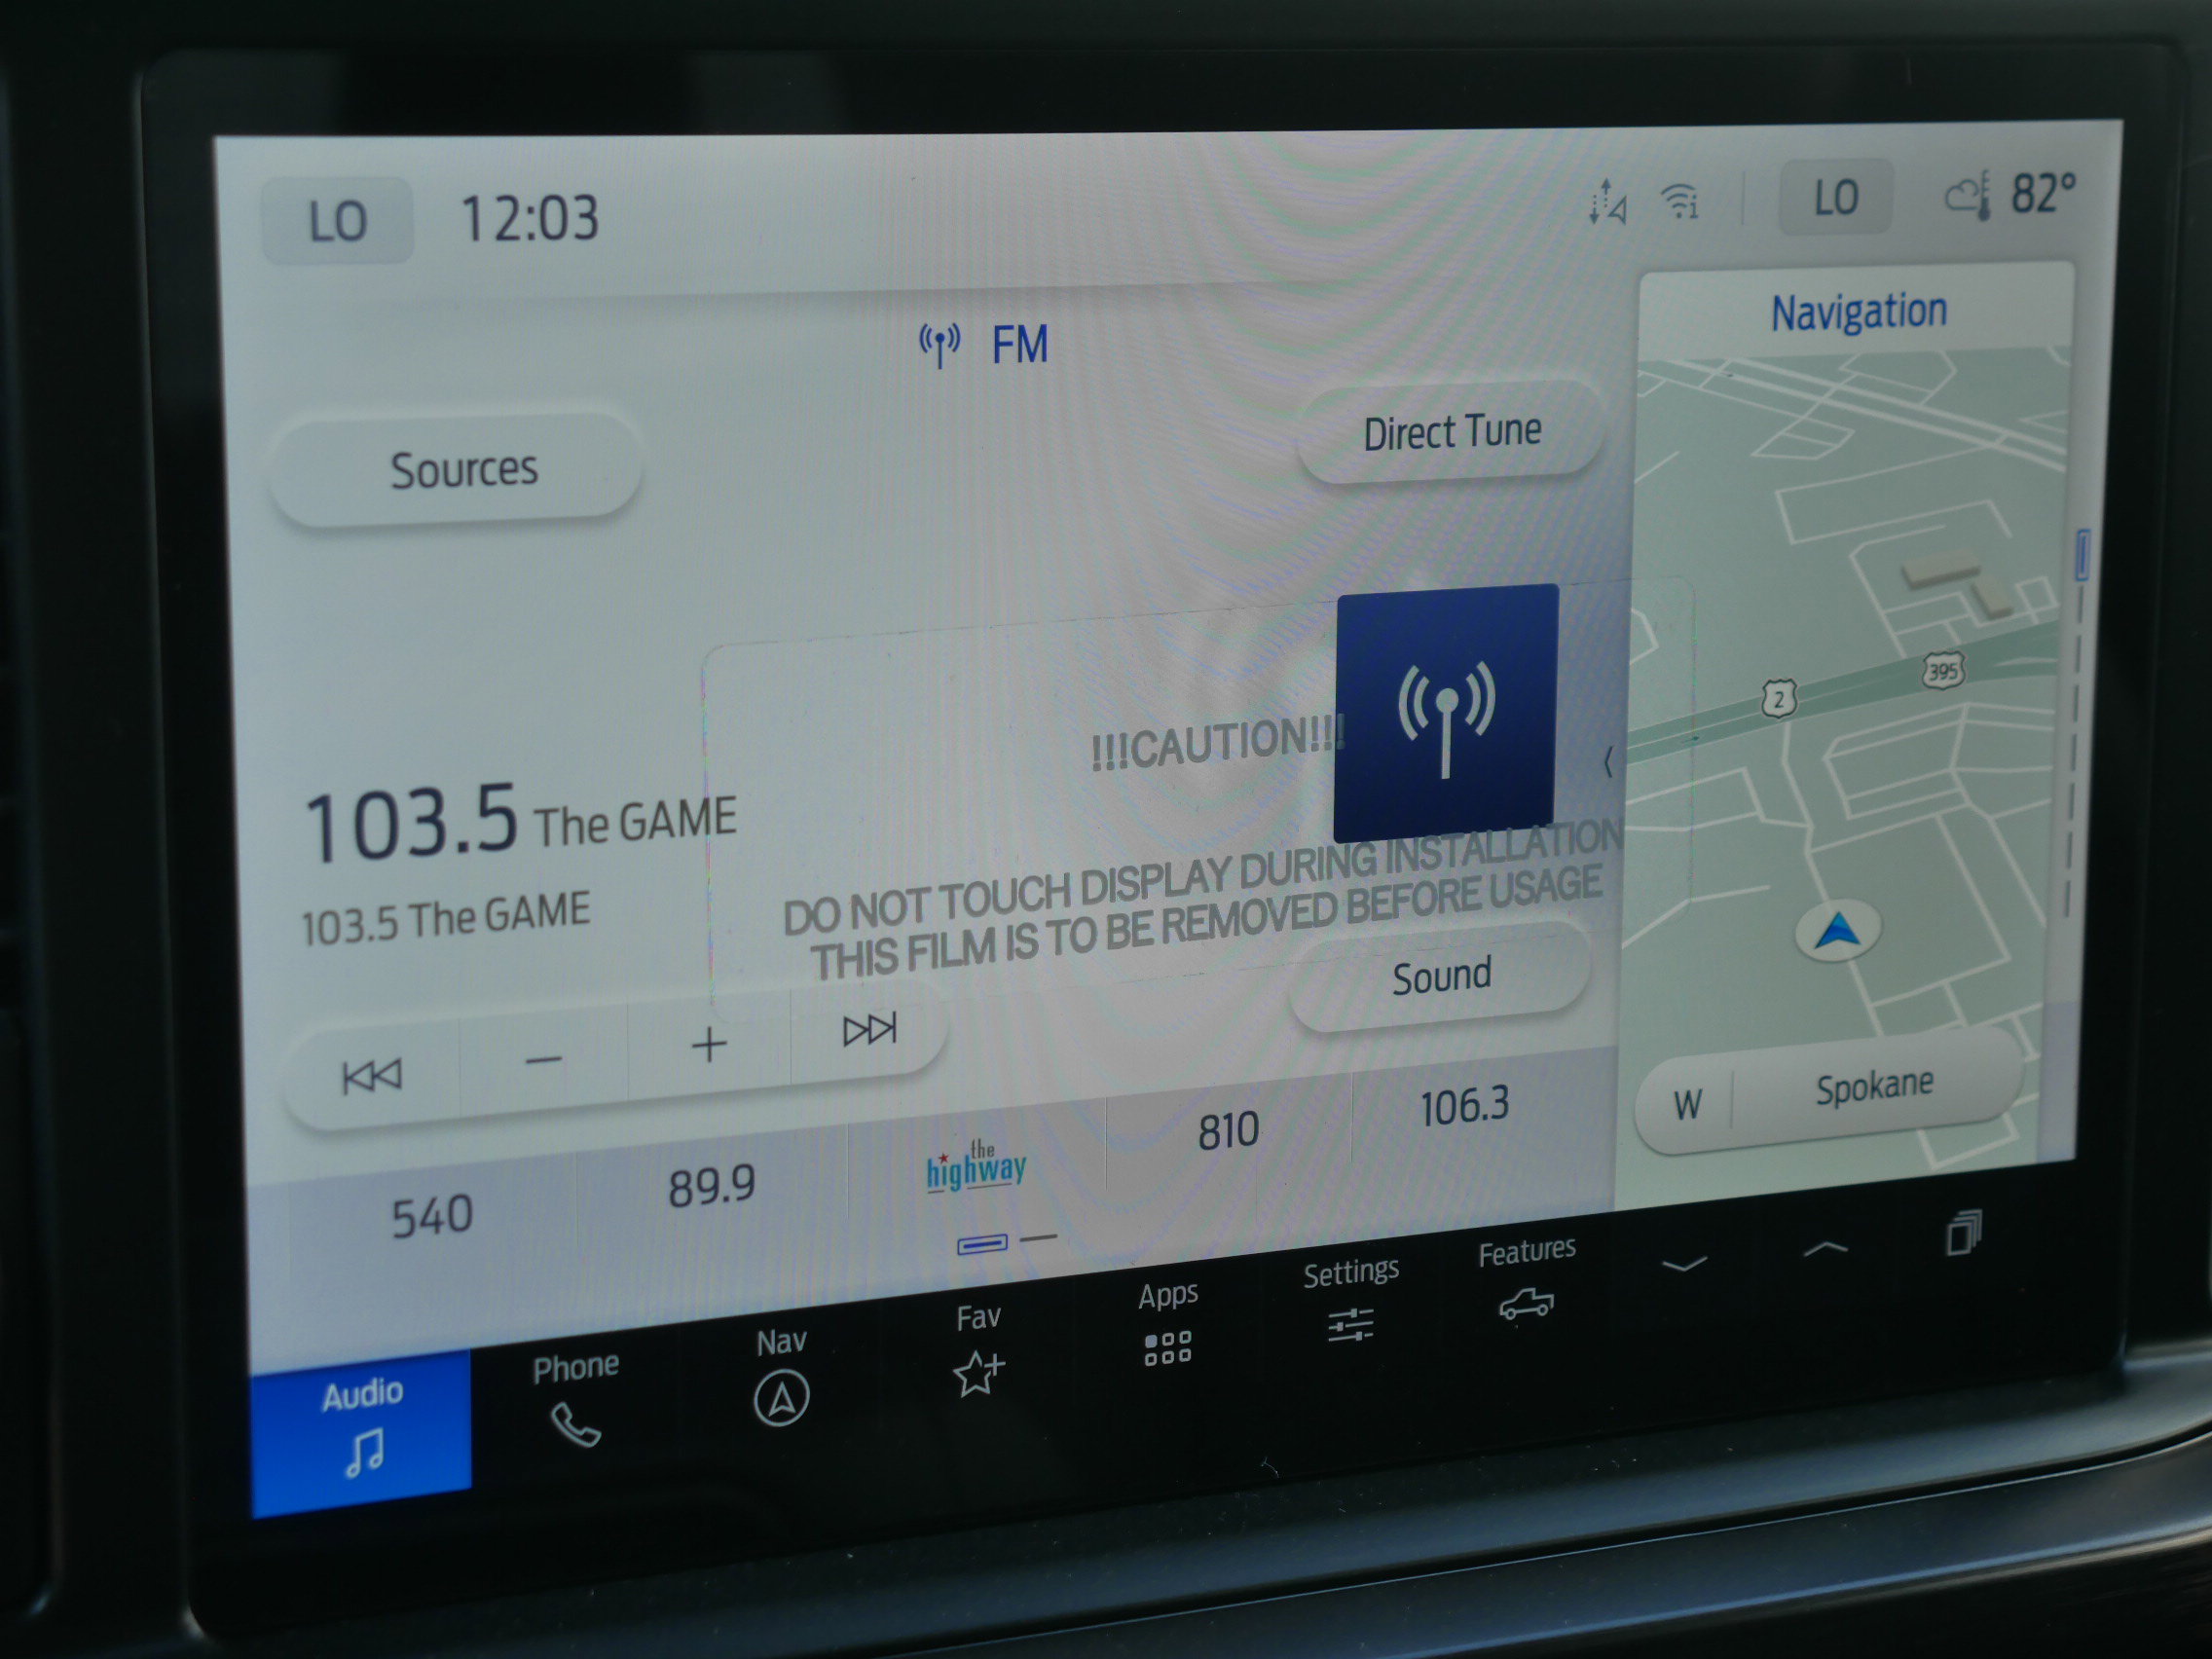 LO 12:03 LO 82°
FM
Navigation
Sources
Direct Tune
395
2
!!!CAUTION!!!
103.5 The GAME
103.5 The GAME
DO NOT TOUCH DISPLAY DURING INSTALLATION
THIS FILM IS TO BE REMOVED BEFORE USAGE
Sound
W Spokane
540 89.9 the highway 810 106.3
Audio Phone Nav Fav Apps Settings Features